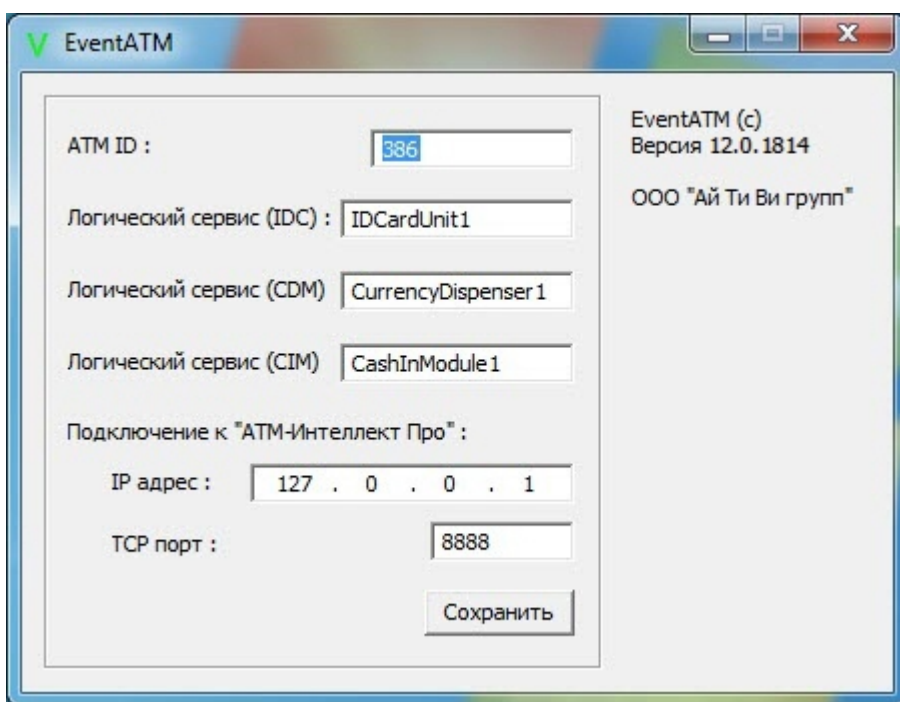 EventATM
ATM ID : 386
Логический сервис (IDC) : IDCardUnit1
Логический сервис (CDM) CurrencyDispenser1
Логический сервис (CIM) CashInModule1
Подключение к "АТМ-Интеллект Про" :
IP адрес : 127 . 0 . 0 . 1
TCP порт : 8888
Сохранить
EventATM (c)
Версия 12.0.1814
ООО "Ай Ти Ви групп"